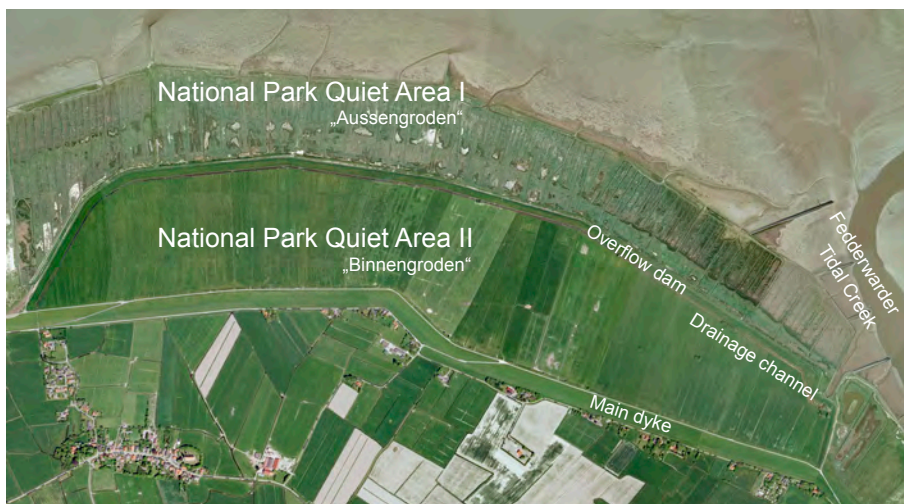 National Park Quiet Area I
„Aussengroden“
National Park Quiet Area II
„Binnengroden“
Overflow dam
Fedderwarder
Tidal Creek
Drainage channel
Main dyke